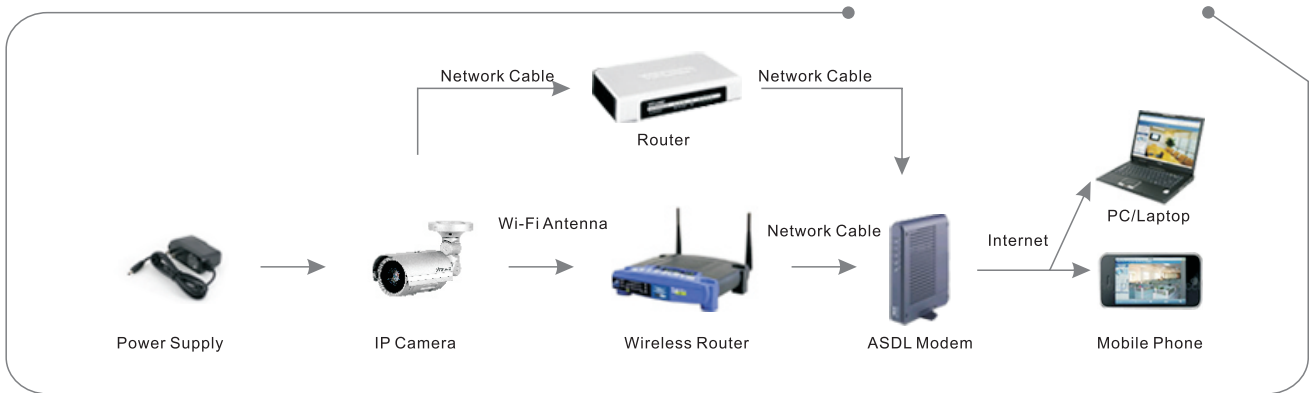 Network Cable
Network Cable
Router
Wi-Fi Antenna
Network Cable
Internet
PC/Laptop
Power Supply
IP Camera
Wireless Router
ASDL Modem
Mobile Phone